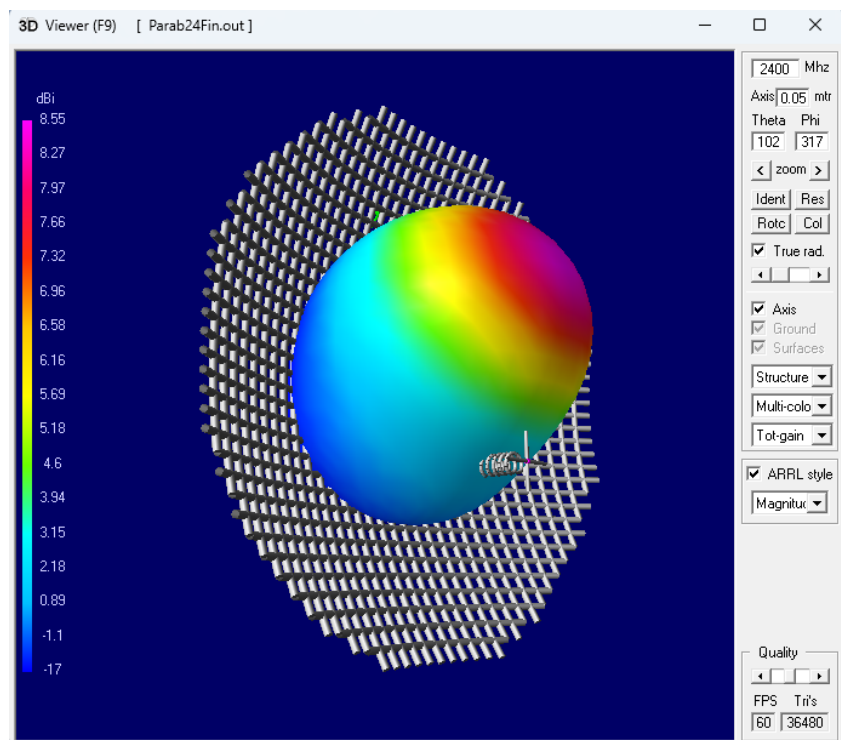 3D Viewer (F9) [ Parab24Fin.out ]
dBi
8.55
8.27
7.97
7.66
7.32
6.96
6.58
6.16
5.69
5.18
4.6
3.94
3.15
2.18
0.89
-1.1
-17
2400 Mhz
Axis 0.05 mtr
Theta Phi
102 317
< zoom >
Ident Res
Rotc Col
True rad.
Axis
Ground
Surfaces
Structure
Multi-colo
Tot-gain
ARRL style
Magnitu
Quality
FPS Tri's
60 36480